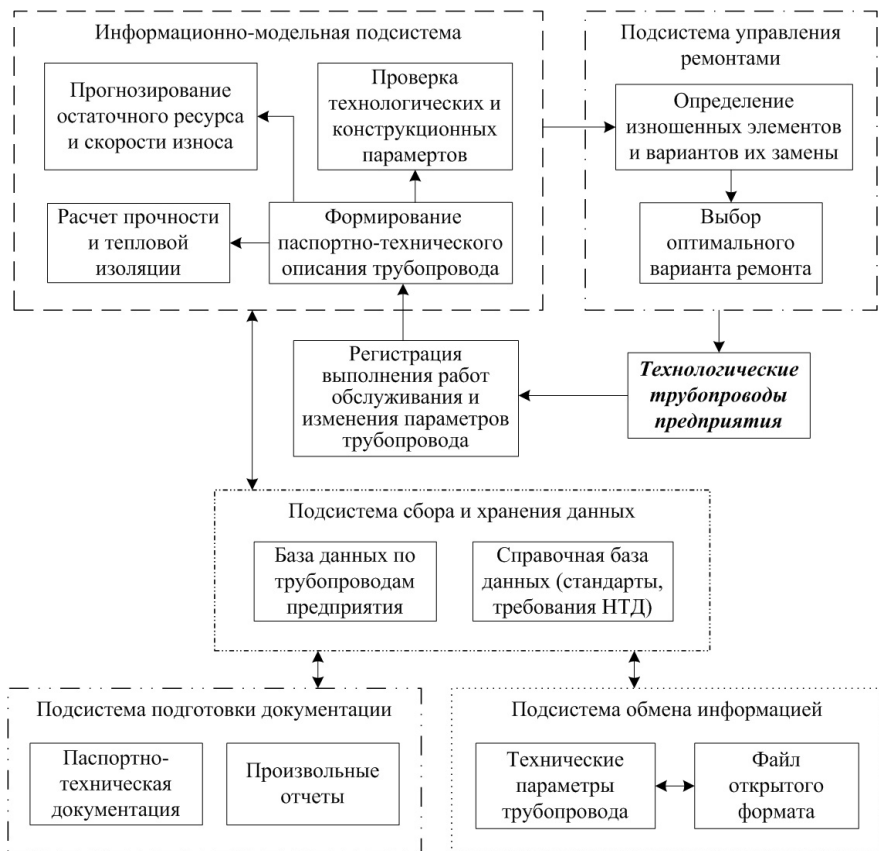 Информационно-модельная подсистема
Прогнозирование
остаточного ресурса
и скорости износа
Проверка
технологических и
конструкционных
парамертов
Расчет прочности
и тепловой
изоляции
Формирование
паспортно-технического
описания трубопровода
Подсистема управления
ремонтами
Определение
изношенных элементов
и вариантов их замены
Выбор
оптимального
варианта ремонта
Регистрация
выполнения работ
обслуживания и
изменения параметров
трубопровода
Технологические
трубопроводы
предприятия
Подсистема сбора и хранения данных
База данных по
трубопроводам
предприятия
Справочная база
данных (стандарты,
требования НТД)
Подсистема подготовки документации
Паспортно-
техническая
документация
Произвольные
отчеты
Подсистема обмена информацией
Технические
параметры
трубопровода
Файл
открытого
формата